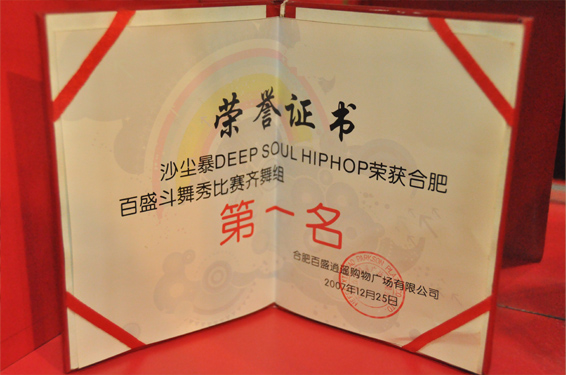 荣誉证书
沙尘暴DEEP SOUL HIPHOP荣获合肥
百盛斗舞秀比赛齐舞组
第一名
合肥百盛逍遥购物广场有限公司
2007年12月25日